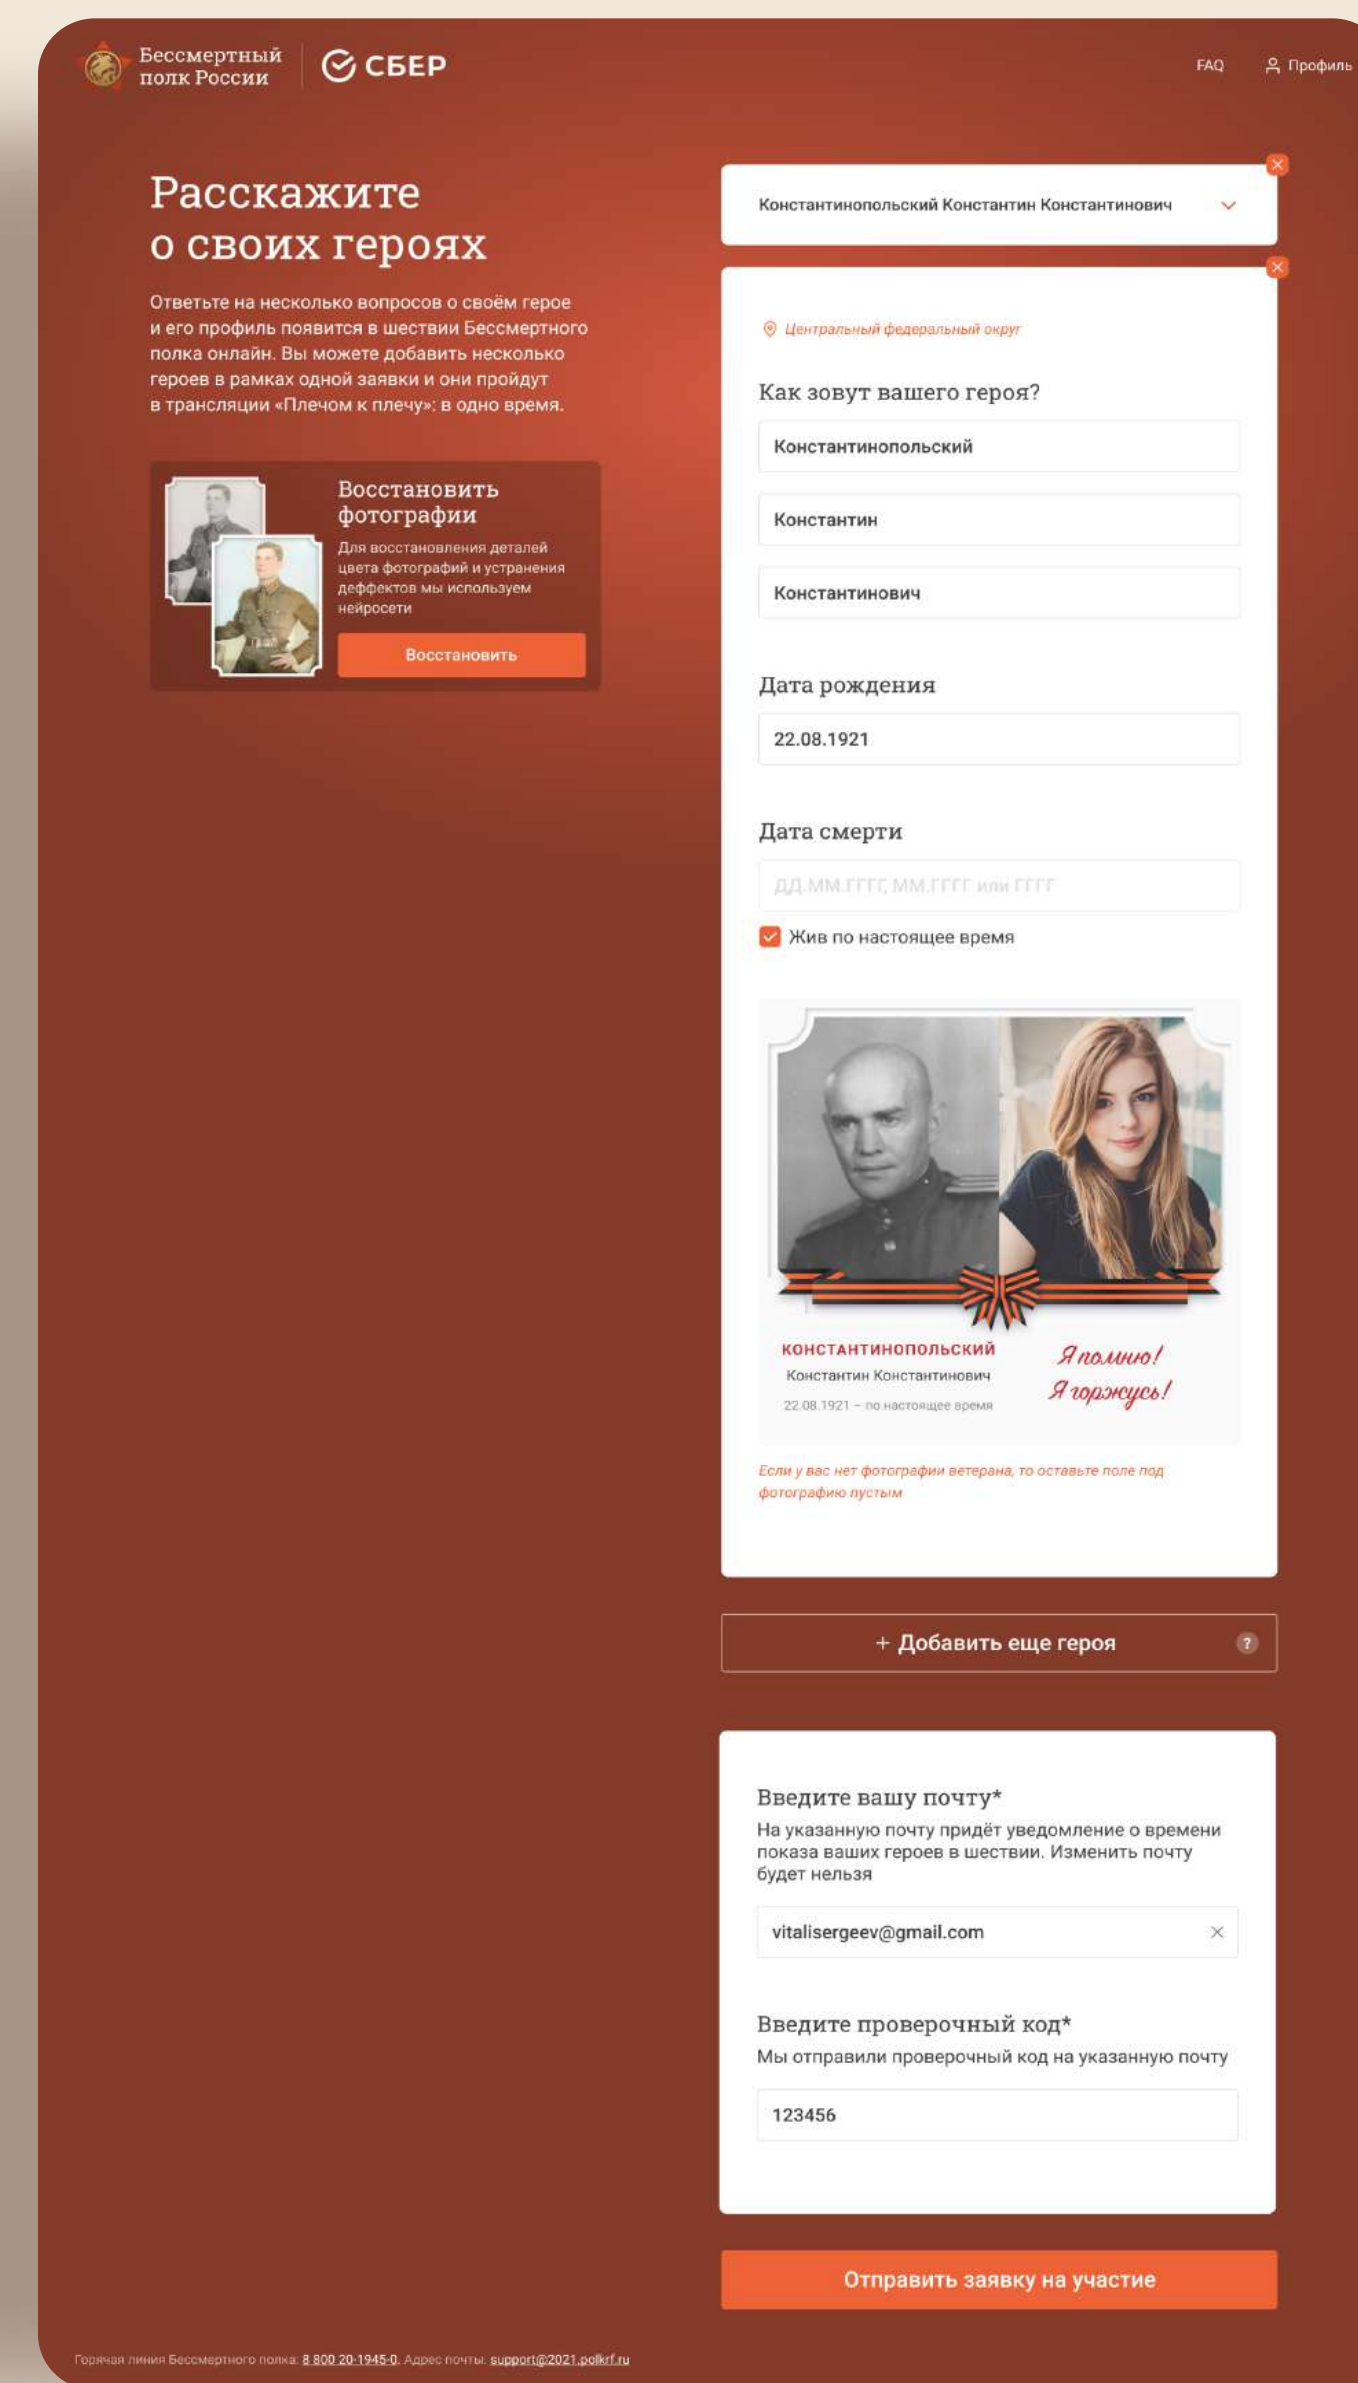 Бессмертный
полк России
СБЕР
FAQ
Профиль
Расскажите
о своих героях
Ответьте на несколько вопросов о своём герое
и его профиль появится в шествии Бессмертного
полка онлайн. Вы можете добавить несколько
героев в рамках одной заявки и они пройдут
в трансляции «Плечом к плечу»: в одно время.
Восстановить
фотографии
Для восстановления деталей
цвета фотографий и устранения
деффектов мы используем
нейросети
Восстановить
Константинопольский Константин Константинович
Центральный федеральный округ
Как зовут вашего героя?
Константинопольский
Константин
Константинович
Дата рождения
22.08.1921
Дата смерти
ДД.ММ.ГГГГ, ММ.ГГГГ или ГГГГ
Жив по настоящее время
КОНСТАНТИНОПОЛЬСКИЙ
Константин Константинович
22.08.1921 – по настоящее время
Я помню!
Я горжусь!
Если у вас нет фотографии ветерана, то оставьте поле под
фотографию пустым
+ Добавить еще героя
?
Введите вашу почту*
На указанную почту придёт уведомление о времени
показа ваших героев в шествии. Изменить почту
будет нельзя
vitalisergeev@gmail.com
Введите проверочный код*
Мы отправили проверочный код на указанную почту
123456
Отправить заявку на участие
Горячая линия Бессмертного полка: 8 800 20-1945-0. Адрес почты: support@2021.polkrf.ru